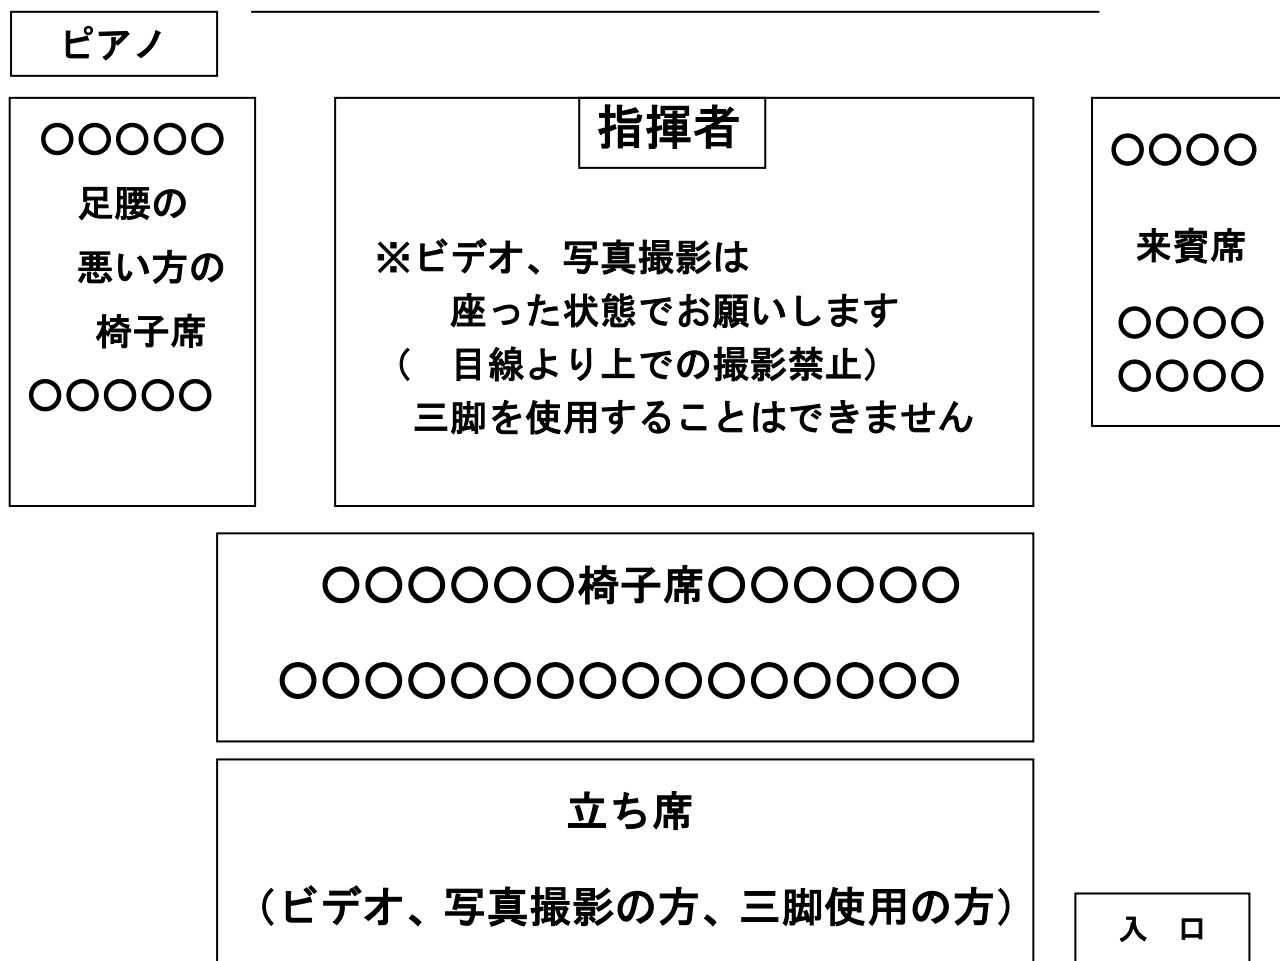 ピアノ
指揮者
〇〇〇〇〇
足腰の
悪い方の
椅子席
〇〇〇〇〇
※ビデオ、写真撮影は
座った状態でお願いします
（　目線より上での撮影禁止）
三脚を使用することはできません
〇〇〇〇
来賓席
〇〇〇〇
〇〇〇〇
〇〇〇〇〇〇椅子席〇〇〇〇〇〇
〇〇〇〇〇〇〇〇〇〇〇〇〇〇〇〇
立ち席
（ビデオ、写真撮影の方、三脚使用の方）
入　口